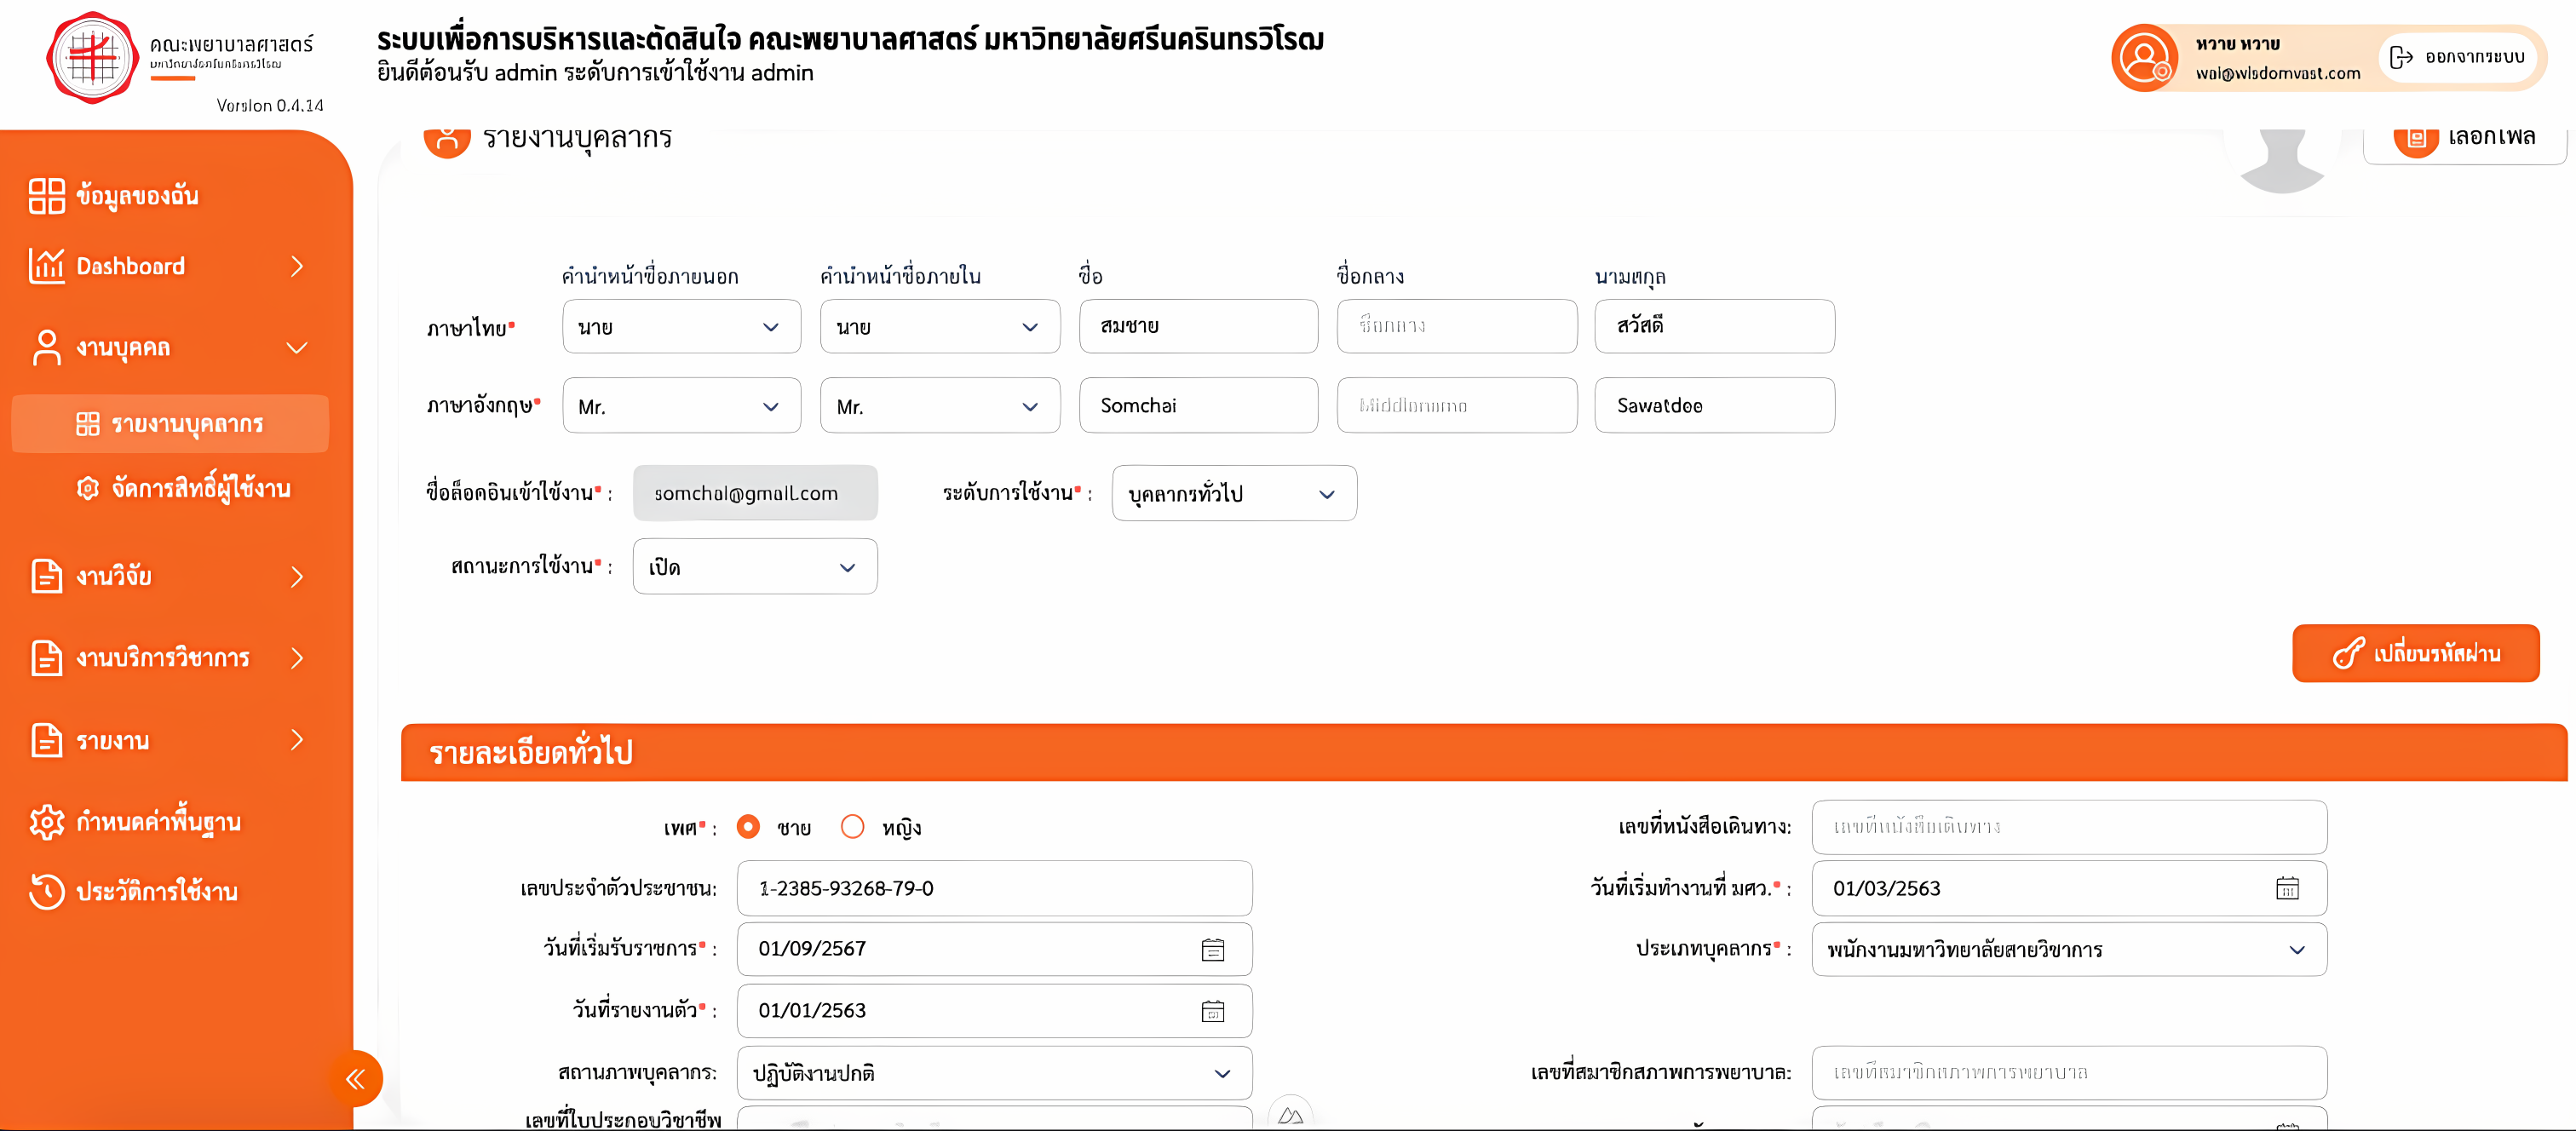 คณะพยาบาลศาสตร์
มหาวิทยาลัยศรีนครินทรวิโรฒ
Version 0.4.14
ระบบเพื่อการบริหารและตัดสินใจ คณะพยาบาลศาสตร์ มหาวิทยาลัยศรีนครินทรวิโรฒ
ยินดีต้อนรับ admin ระดับการเข้าใช้งาน admin
หวาย หวาย
wai@wisdomvast.com
ออกจากระบบ
ข้อมูลของฉัน
Dashboard
งานบุคคล
รายงานบุคลากร
จัดการสิทธิ์ผู้ใช้งาน
งานวิจัย
งานบริการวิชาการ
รายงาน
กำหนดค่าพื้นฐาน
ประวัติการใช้งาน
รายงานบุคลากร
เลือกไฟล์
คำนำหน้าชื่อภายนอก คำนำหน้าชื่อภายใน ชื่อ ชื่อกลาง นามสกุล
ภาษาไทย* นาย นาย สมชาย ชื่อกลาง สวัสดี
ภาษาอังกฤษ* Mr. Mr. Somchai Middlename Sawatdee
ชื่อล็อคอินเข้าใช้งาน* : somchai@gmail.com ระดับการใช้งาน* : บุคลากรทั่วไป
สถานะการใช้งาน* : เปิด
เปลี่ยนรหัสผ่าน
รายละเอียดทั่วไป
เพศ* : ชาย หญิง เลขที่หนังสือเดินทาง: เลขที่หนังสือเดินทาง
เลขประจำตัวประชาชน: 1-2385-93268-79-0 วันที่เริ่มทำงานที่ มศว.* : 01/03/2563
วันที่เริ่มรับราชการ* : 01/09/2567 ประเภทบุคลากร* : พนักงานมหาวิทยาลัยสายวิชาการ
วันที่รายงานตัว* : 01/01/2563
สถานภาพบุคลากร: ปฏิบัติงานปกติ เลขที่สมาชิกสภาพการพยาบาล: เลขที่สมาชิกสภาพการพยาบาล
เลขที่ใบประกอบวิชาชีพ